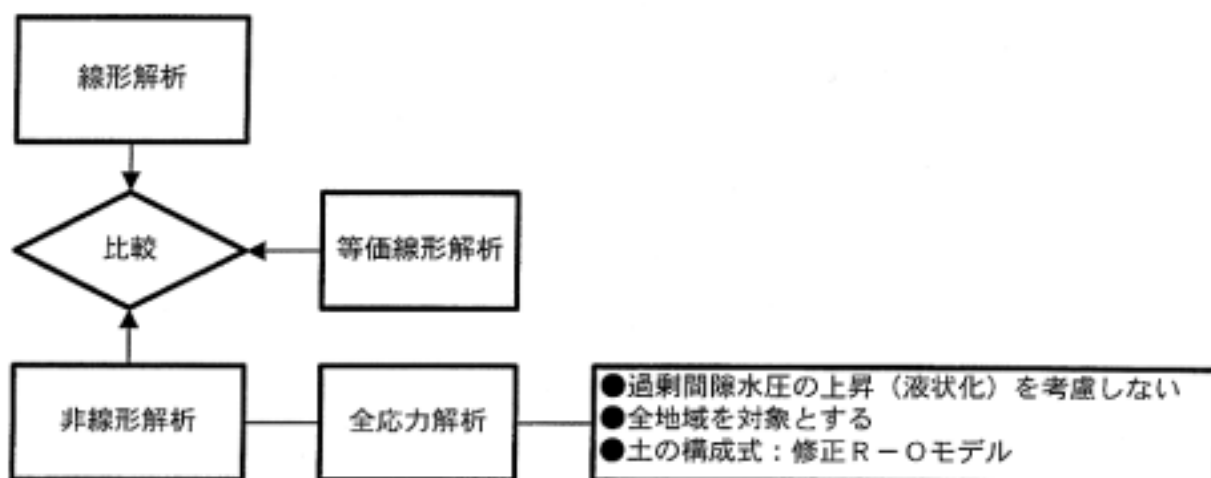 線形解析
比較
等価線形解析
非線形解析
全応力解析
●過剰間隙水圧の上昇（液状化）を考慮しない
●全地域を対象とする
●土の構成式：修正Ｒ－Ｏモデル